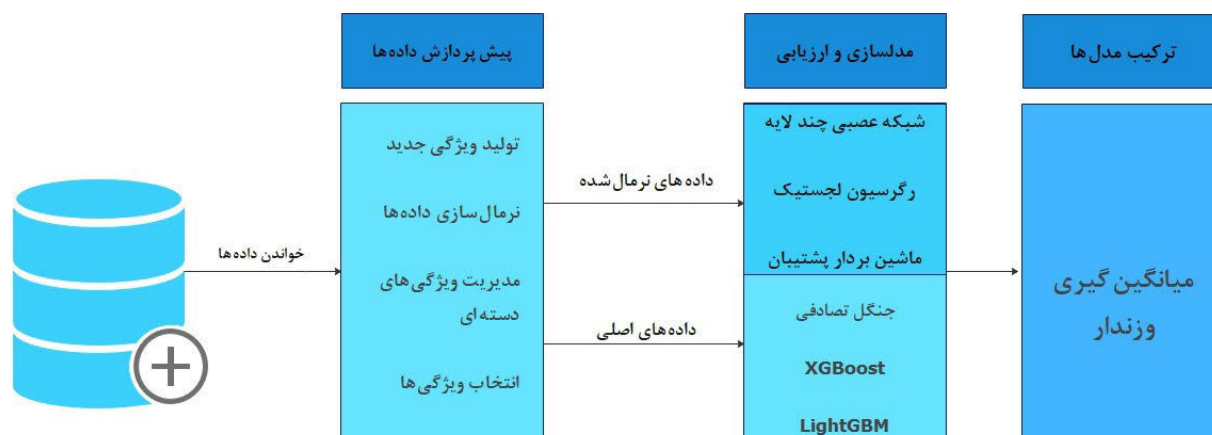 پیش پردازش داده‌ها
مدلسازی و ارزیابی
ترکیب مدل‌ها
خواندن داده‌ها
تولید ویژگی جدید
نرمال‌سازی داده‌ها
مدیریت ویژگی‌های
دسته‌ای
انتخاب ویژگی‌ها
داده‌های نرمال‌شده
داده‌های اصلی
شبکه عصبی چند لایه
رگرسیون لجستیک
ماشین بردار پشتیبان
جنگل تصادفی
XGBoost
LightGBM
میانگین‌گیری
وزندار